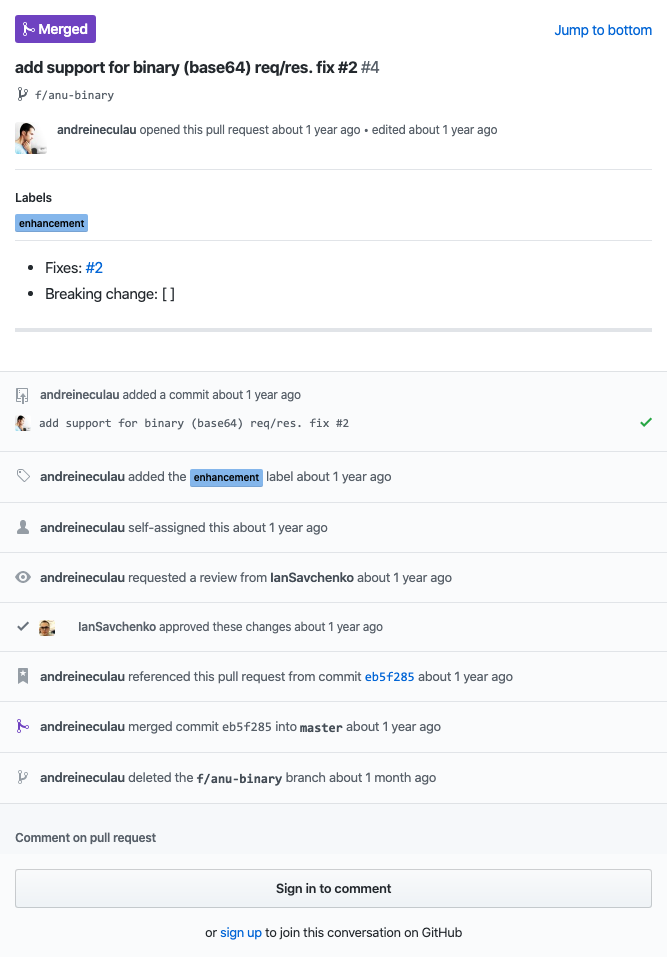 Merged
Jump to bottom
add support for binary (base64) req/res. fix #2 #4
f/anu-binary
andreineculau opened this pull request about 1 year ago • edited about 1 year ago
Labels
enhancement
• Fixes: #2
• Breaking change: [ ]
andreineculau added a commit about 1 year ago
add support for binary (base64) req/res. fix #2
andreineculau added the enhancement label about 1 year ago
andreineculau self-assigned this about 1 year ago
andreineculau requested a review from IanSavchenko about 1 year ago
IanSavchenko approved these changes about 1 year ago
andreineculau referenced this pull request from commit eb5f285 about 1 year ago
andreineculau merged commit eb5f285 into master about 1 year ago
andreineculau deleted the f/anu-binary branch about 1 month ago
Comment on pull request
Sign in to comment
or sign up to join this conversation on GitHub